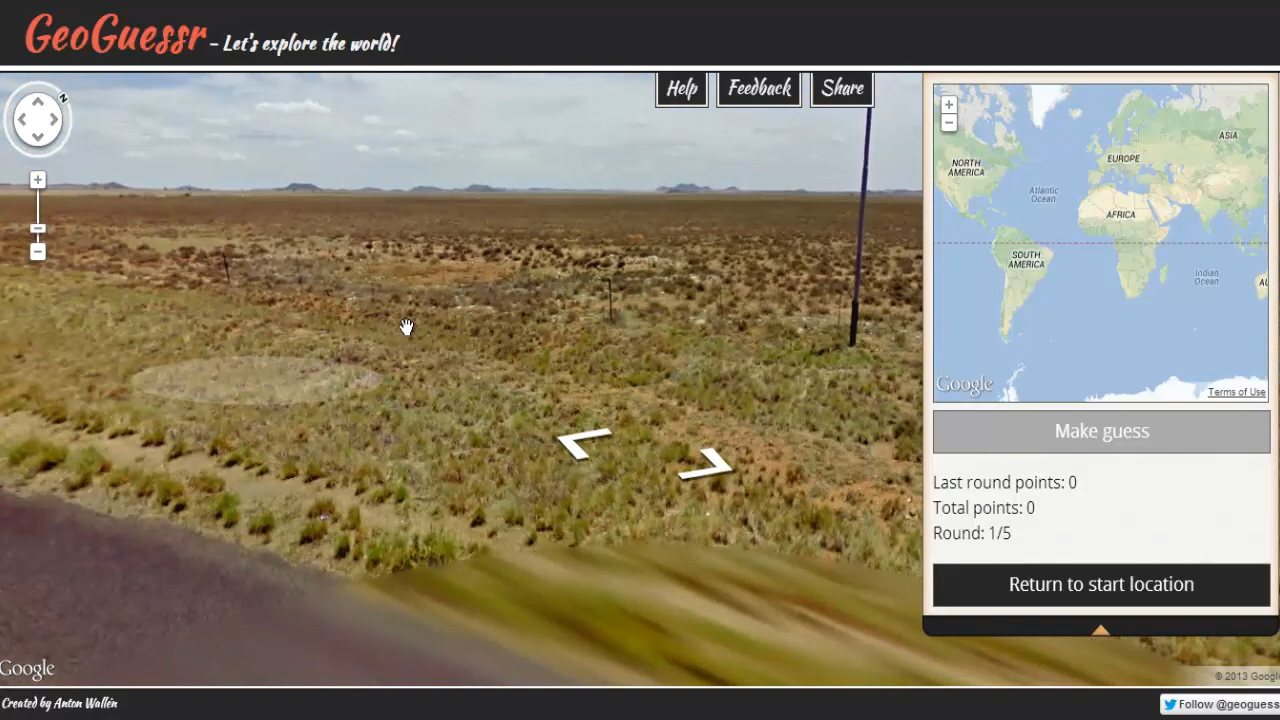 GeoGuessr - Let's explore the world!
Help Feedback Share
N
+
−
+
−
NORTH AMERICA
EUROPE
ASIA
Atlantic Ocean
AFRICA
SOUTH AMERICA
Indian Ocean
AU
Google
Terms of Use
Make guess
Last round points: 0
Total points: 0
Round: 1/5
Return to start location
Google
© 2013 Googl
Created by Anton Wallén
Follow @geoguess